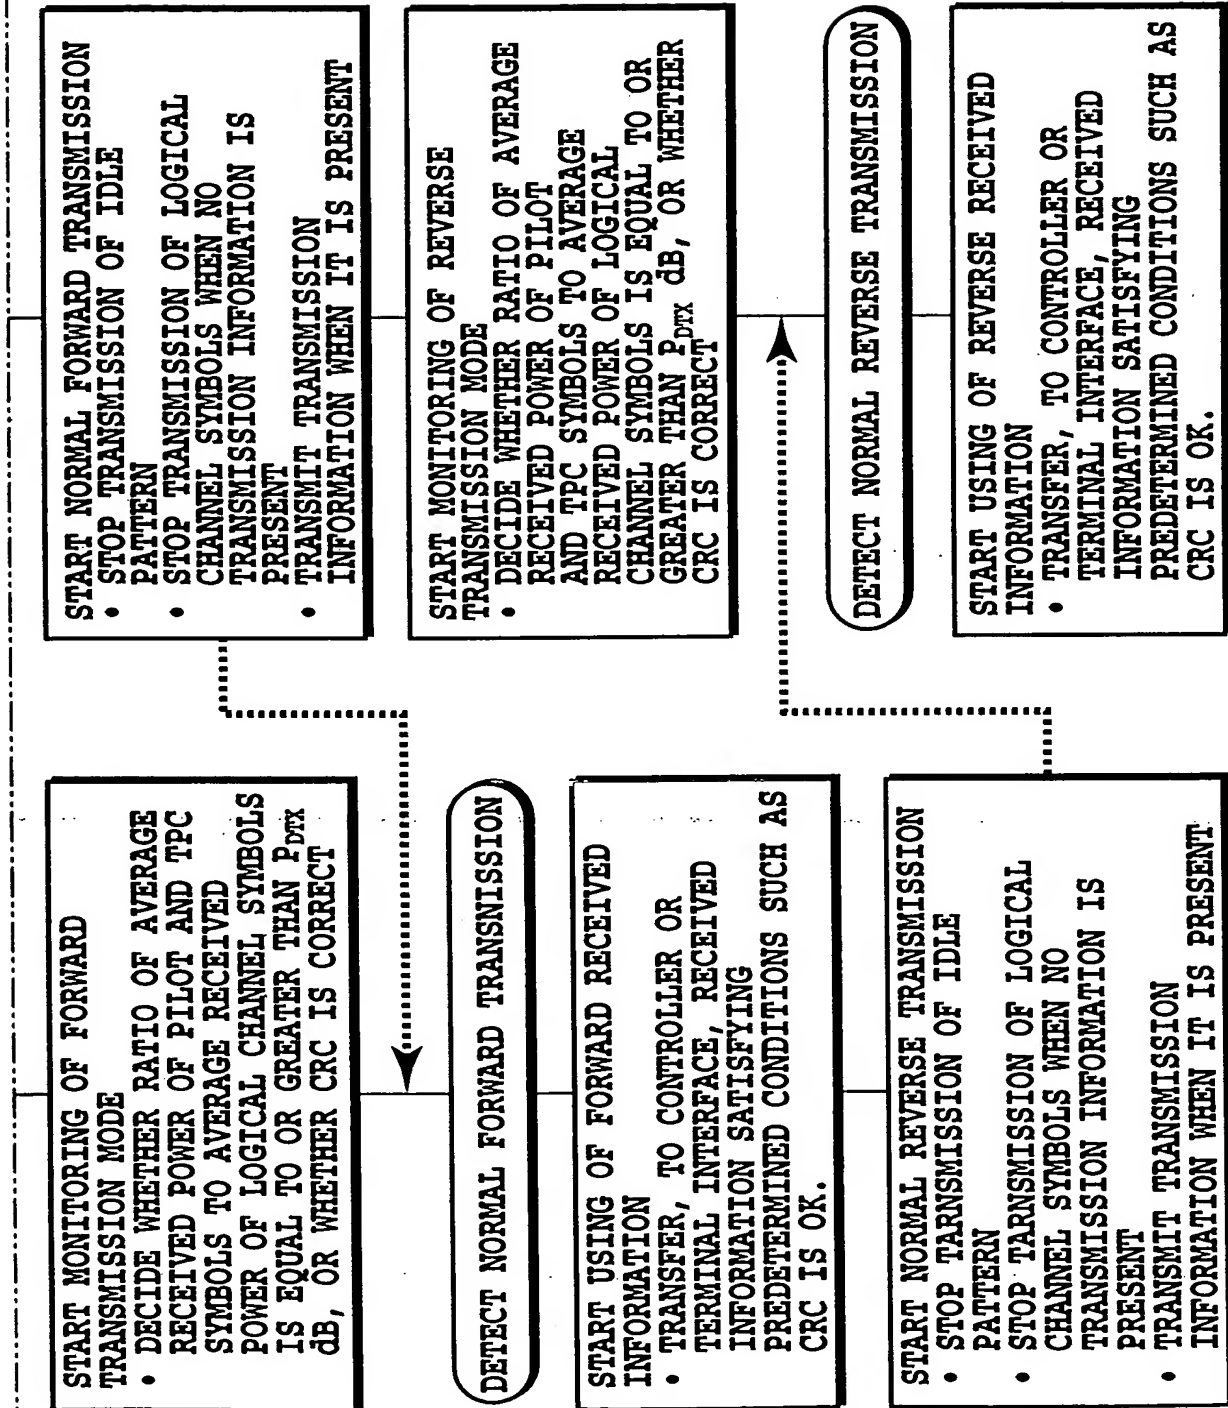 START MONITORING OF FORWARD
TRANSMISSION MODE
• DECIDE WHETHER RATIO OF AVERAGE
RECEIVED POWER OF PILOT AND TPC
SYMBOLS TO AVERAGE RECEIVED
POWER OF LOGICAL CHANNEL SYMBOLS
IS EQUAL TO OR GREATER THAN PDTX
dB, OR WHETHER CRC IS CORRECT
DETECT NORMAL FORWARD TRANSNISSION
START USING OF FORWARD RECEIVED
INFORMATION
• TRANSFER, TO CONTROLLER OR
TERMINAL INTERFACE, RECEIVED
INFORMATION SATISFYING
PREDETERMINED CONDITIONS SUCH AS
CRC IS OK.
START NORMAL REVERSE TRANSMISSION
• STOP TARNSMISSION OF IDLE
PATTERN
• STOP TARNSMISSION OF LOGICAL
CHANNEL SYMBOLS WHEN NO
TRANSMISSION INFORMATION IS
PRESENT
• TRANSMIT TRANSMISSION
INFORMATION WHEN IT IS PRESENT
START NORMAL FORWARD TRANSMISSION
• STOP TRANSMISSION OF IDLE
PATTERN
• STOP TRANSMISSION OF LOGICAL
CHANNEL SYMBOLS WHEN NO
TRANSMISSION INFORMATION IS
PRESENT
• TRANSMIT TRANSMISSION
INFORMATION WHEN IT IS PRESENT
START MONITORING OF REVERSE
TRANSMISSION MODE
• DECIDE WHETHER RATIO OF AVERAGE
RECEIVED POWER OF PILOT
AND TPC SYMBOLS TO AVERAGE
RECEIVED POWER OF LOGICAL
CHANNEL SYMBOLS IS EQUAL TO OR
GREATER THAN PDTX dB, OR WHETHER
CRC IS CORRECT
DETECT NORMAL REVERSE TRANSMISSION
START USING OF REVERSE RECEIVED
INFORMATION
• TRANSFER, TO CONTROLLER OR
TERMINAL INTERFACE, RECEIVED
INFORMATION SATISFYING
PREDETERMINED CONDITIONS SUCH AS
CRC IS OK.